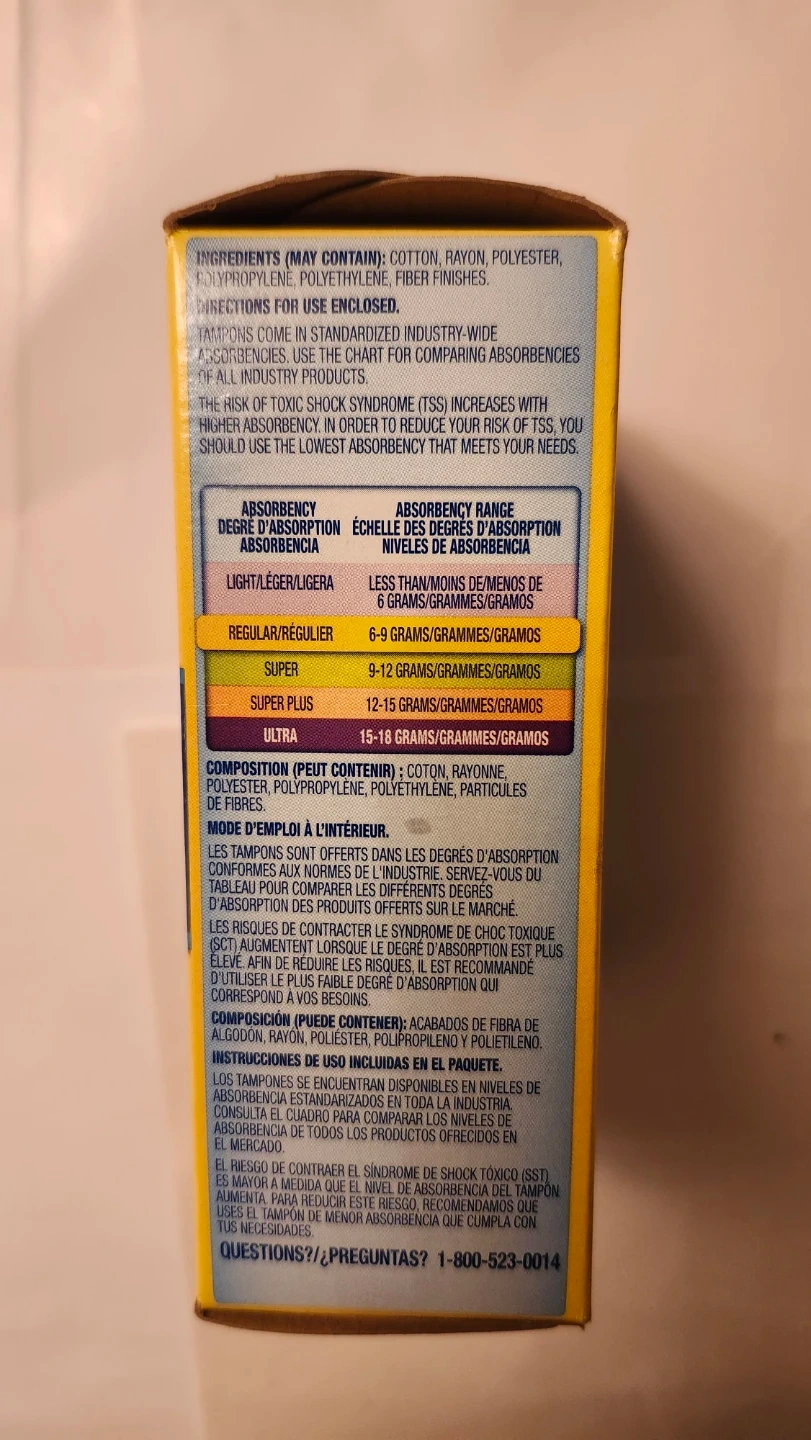 INGREDIENTS (MAY CONTAIN): COTTON, RAYON, POLYESTER,
POLYPROPYLENE, POLYETHYLENE, FIBER FINISHES.
DIRECTIONS FOR USE ENCLOSED.
TAMPONS COME IN STANDARDIZED INDUSTRY-WIDE
ABSORBENCIES. USE THE CHART FOR COMPARING ABSORBENCIES
OF ALL INDUSTRY PRODUCTS.
THE RISK OF TOXIC SHOCK SYNDROME (TSS) INCREASES WITH
HIGHER ABSORBENCY. IN ORDER TO REDUCE YOUR RISK OF TSS, YOU
SHOULD USE THE LOWEST ABSORBENCY THAT MEETS YOUR NEEDS.
ABSORBENCY ABSORBENCY RANGE
DEGRÉ D'ABSORPTION ÉCHELLE DES DEGRÉS D'ABSORPTION
ABSORBENCIA NIVELES DE ABSORBENCIA
LIGHT/LÉGER/LIGERA LESS THAN/MOINS DE/MENOS DE
6 GRAMS/GRAMMES/GRAMOS
REGULAR/RÉGULIER 6-9 GRAMS/GRAMMES/GRAMOS
SUPER 9-12 GRAMS/GRAMMES/GRAMOS
SUPER PLUS 12-15 GRAMS/GRAMMES/GRAMOS
ULTRA 15-18 GRAMS/GRAMMES/GRAMOS
COMPOSITION (PEUT CONTENIR) : COTON, RAYONNE,
POLYESTER, POLYPROPYLÈNE, POLYÉTHYLÈNE, PARTICULES
DE FIBRES.
MODE D'EMPLOI À L'INTÉRIEUR.
LES TAMPONS SONT OFFERTS DANS LES DEGRÉS D'ABSORPTION
CONFORMES AUX NORMES DE L'INDUSTRIE. SERVEZ-VOUS DU
TABLEAU POUR COMPARER LES DIFFÉRENTS DEGRÉS
D'ABSORPTION DES PRODUITS OFFERTS SUR LE MARCHÉ.
LES RISQUES DE CONTRACTER LE SYNDROME DE CHOC TOXIQUE
(SCT) AUGMENTENT LORSQUE LE DEGRÉ D'ABSORPTION EST PLUS
ÉLEVÉ. AFIN DE RÉDUIRE LES RISQUES, IL EST RECOMMANDÉ
D'UTILISER LE PLUS FAIBLE DEGRÉ D'ABSORPTION QUI
CORRESPOND À VOS BESOINS.
COMPOSICIÓN (PUEDE CONTENER): ACABADOS DE FIBRA DE
ALGODÓN, RAYÓN, POLIÉSTER, POLIPROPILENO Y POLIETILENO.
INSTRUCCIONES DE USO INCLUIDAS EN EL PAQUETE.
LOS TAMPONES SE ENCUENTRAN DISPONIBLES EN NIVELES DE
ABSORBENCIA ESTANDARIZADOS EN TODA LA INDUSTRIA.
CONSULTA EL CUADRO PARA COMPARAR LOS NIVELES DE
ABSORBENCIA DE TODOS LOS PRODUCTOS OFRECIDOS EN
EL MERCADO.
EL RIESGO DE CONTRAER EL SÍNDROME DE SHOCK TÓXICO (SST)
ES MAYOR A MEDIDA QUE EL NIVEL DE ABSORBENCIA DEL TAMPÓN
AUMENTA. PARA REDUCIR ESTE RIESGO, RECOMENDAMOS QUE
USES EL TAMPÓN DE MENOR ABSORBENCIA QUE CUMPLA CON
TUS NECESIDADES.
QUESTIONS?/¿PREGUNTAS? 1-800-523-0014